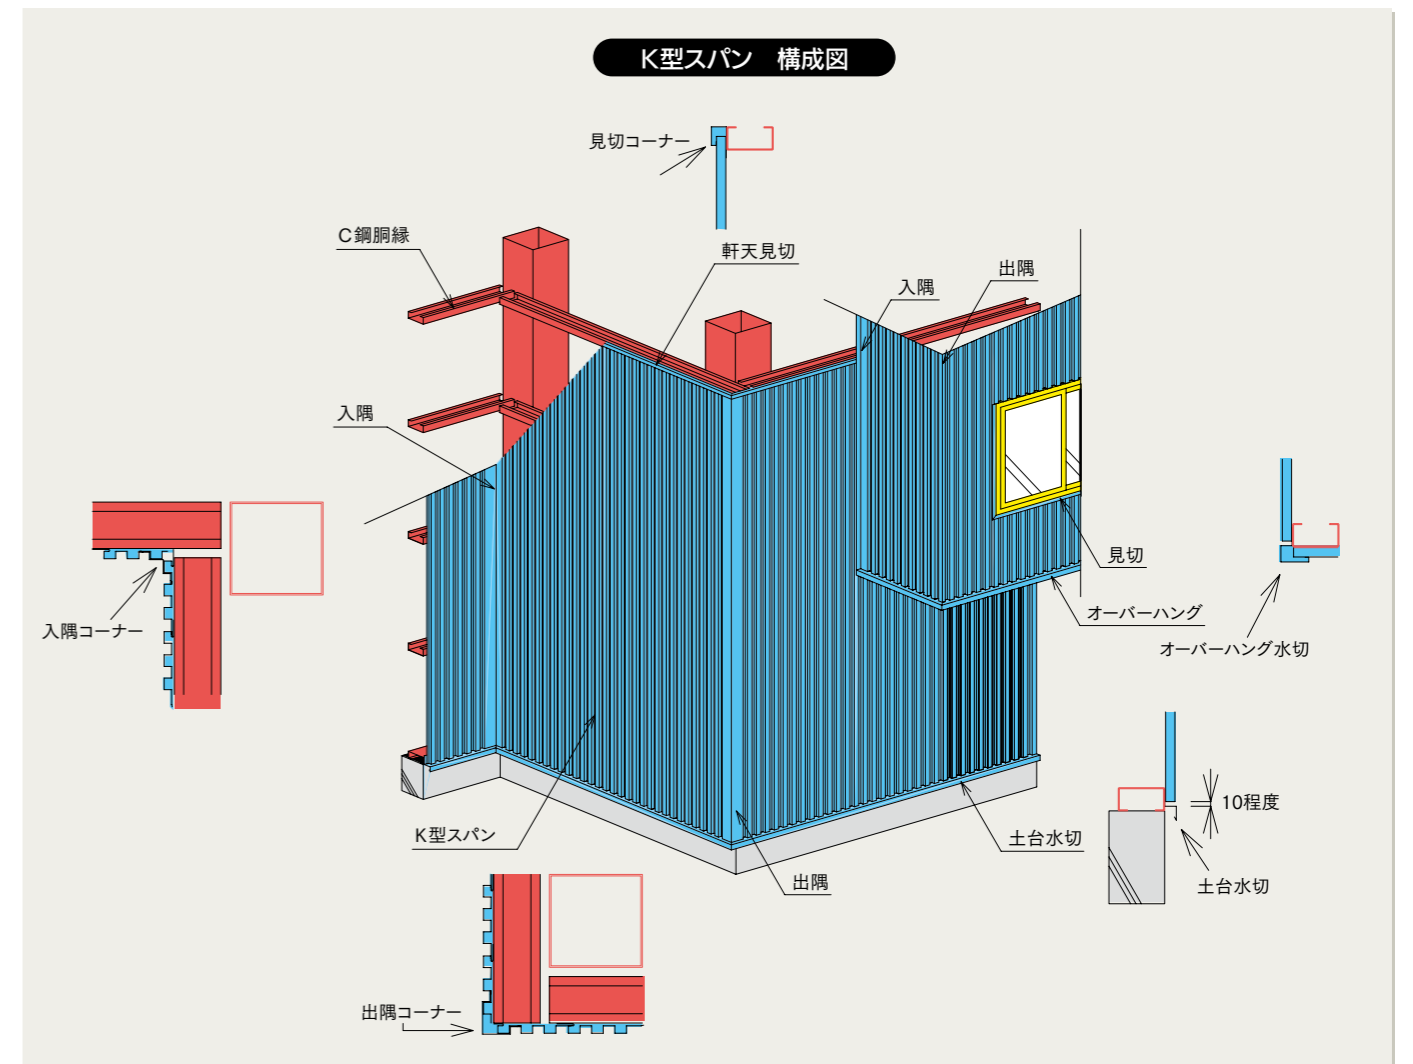 K型スパン 構成図
見切コーナー
C鋼胴縁
軒天見切
入隅
出隅
入隅
見切
入隅コーナー
オーバーハング
オーバーハング水切
10程度
K型スパン
土台水切
土台水切
出隅
出隅コーナー